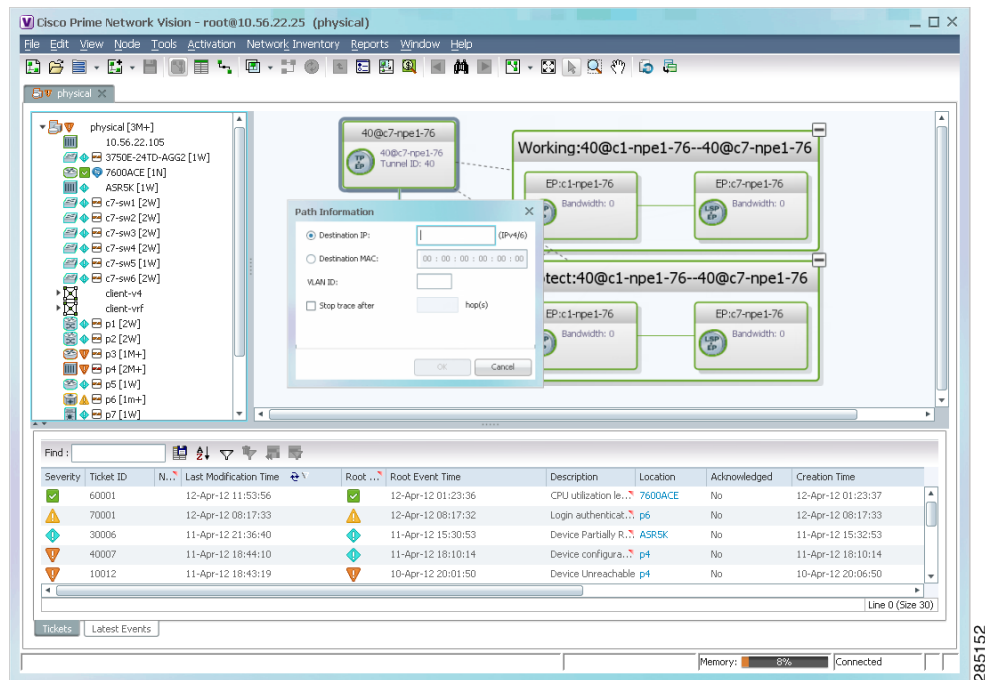 Cisco Prime Network Vision - root@10.56.22.25 (physical)
File Edit View Node Tools Activation Network Inventory Reports Window Help
physical
physical [3M+]
10.56.22.105
3750E-24TD-AGG2 [1W]
7600ACE [1N]
ASR5K [1W]
c7-sw1 [2W]
c7-sw2 [2W]
c7-sw3 [2W]
c7-sw4 [2W]
c7-sw5 [1W]
c7-sw6 [2W]
client-v4
client-vrf
p1 [2W]
p2 [2W]
p3 [1M+]
p4 [2M+]
p5 [1W]
p6 [1m+]
p7 [1W]
40@c7-npe1-76
TP EP
40@c7-npe1-76
Tunnel ID: 40
Working:40@c1-npe1-76--40@c7-npe1-76
EP:c1-npe1-76
Bandwidth: 0
EP:c7-npe1-76
LSP EP
Bandwidth: 0
tect:40@c1-npe1-76--40@c7-npe1-76
EP:c1-npe1-76
Bandwidth: 0
EP:c7-npe1-76
LSP EP
Bandwidth: 0
Path Information
Destination IP: (IPv4/6)
Destination MAC: 00 : 00 : 00 : 00 : 00 : 00
VLAN ID:
Stop trace after hop(s)
OK Cancel
Find :
Severity Ticket ID N... Last Modification Time Root ... Root Event Time Description Location Acknowledged Creation Time
60001 12-Apr-12 11:53:56 12-Apr-12 01:23:36 CPU utilization le... 7600ACE No 12-Apr-12 01:23:37
70001 12-Apr-12 08:17:33 12-Apr-12 08:17:32 Login authenticat... p6 No 12-Apr-12 08:17:33
30006 11-Apr-12 21:36:40 11-Apr-12 15:30:53 Device Partially R... ASR5K No 11-Apr-12 15:32:53
40007 11-Apr-12 18:44:10 11-Apr-12 18:10:14 Device configura... p4 No 11-Apr-12 18:10:14
10012 11-Apr-12 18:43:19 10-Apr-12 20:01:50 Device Unreachable p4 No 10-Apr-12 20:06:50
Line 0 (Size 30)
Tickets Latest Events
Memory: 8% Connected
285152